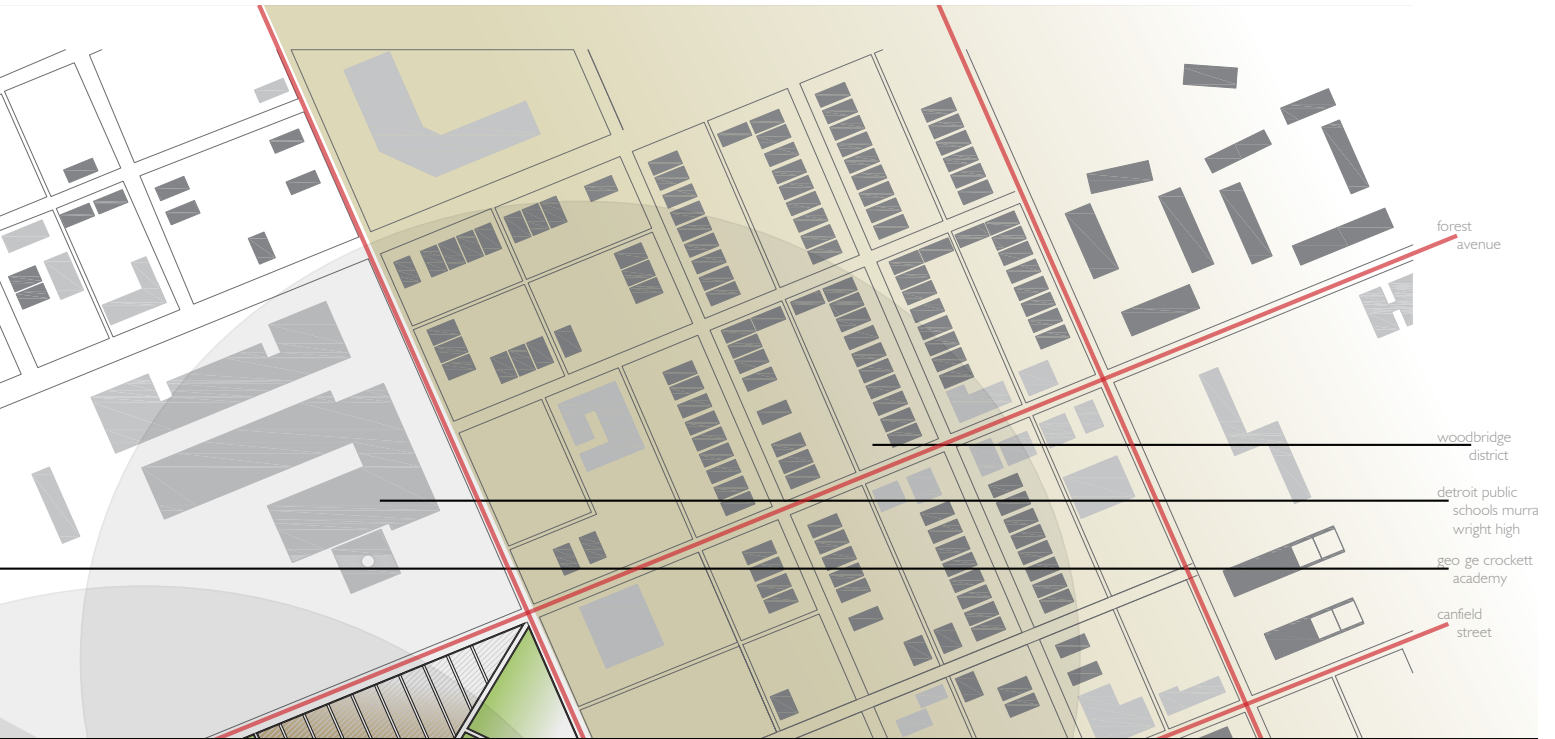 forest
avenue
woodbridge
district
detroit public
schools murra
wright high
geo ge crockett
academy
canfield
street